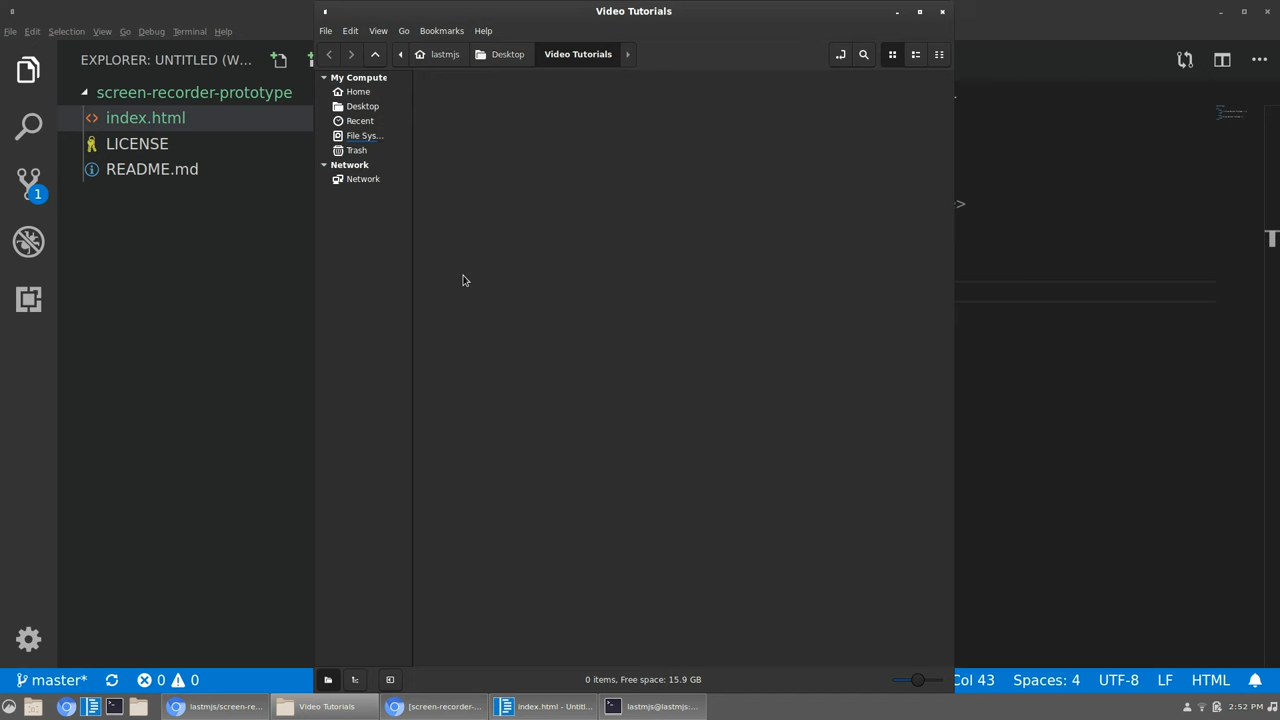 Video Tutorials
File Edit View Go Bookmarks Help
lastmjs Desktop Video Tutorials
My Compute
Home
Desktop
Recent
File Sys...
Trash
Network
Network
0 items, Free space: 15.9 GB
File Edit Selection View Go Debug Terminal Help
EXPLORER: UNTITLED (W...
screen-recorder-prototype
<> index.html
LICENSE
README.md
1
>
master* 0 0
Col 43 Spaces: 4 UTF-8 LF HTML
lastmjs/screen-re... Video Tutorials [screen-recorder-... index.html - Untitl... lastmjs@lastmjs:... 2:52 PM